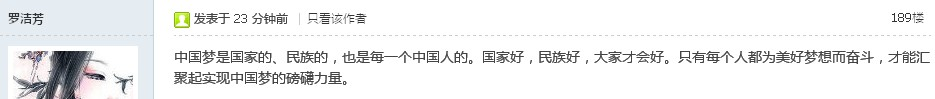 罗洁芳
发表于 23 分钟前 | 只看该作者
189楼
中国梦是国家的、民族的，也是每一个中国人的。国家好，民族好，大家才会好。只有每个人都为美好梦想而奋斗，才能汇
聚起实现中国梦的磅礴力量。